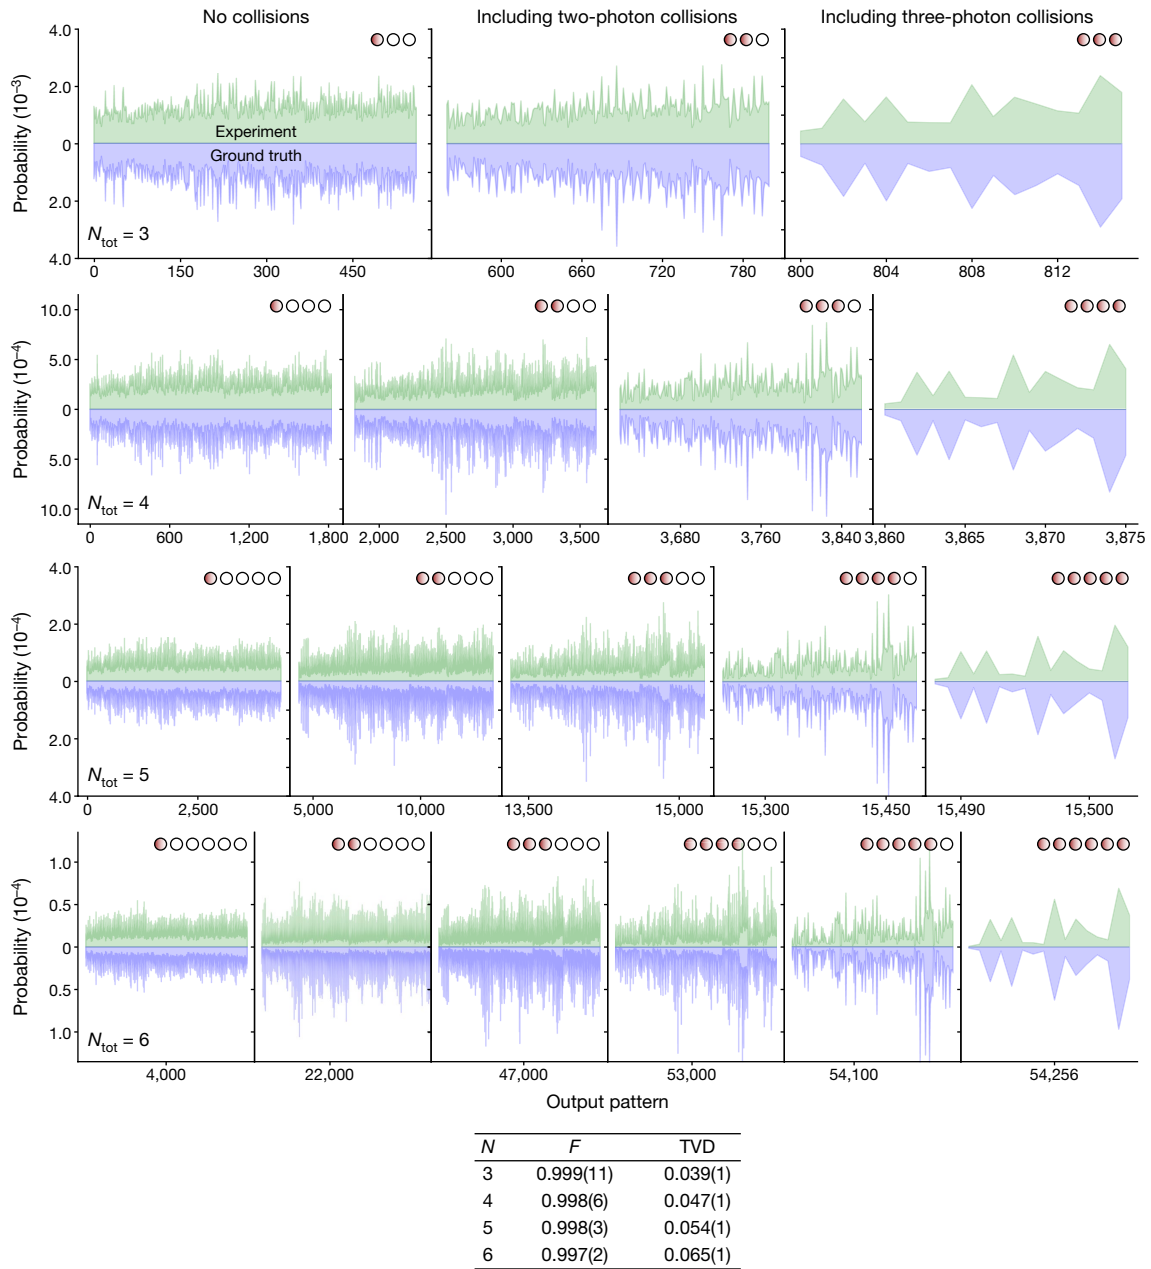 No collisions
Including two-photon collisions
Including three-photon collisions
Probability (10⁻³)
4.0
2.0
0
2.0
4.0
Experiment
Ground truth
N_tot = 3
0 150 300 450
600 660 720 780
800 804 808 812
Probability (10⁻⁴)
10.0
5.0
0
5.0
10.0
N_tot = 4
0 600 1,200 1,800
2,000 2,500 3,000 3,500
3,680 3,760 3,840
3,860 3,865 3,870 3,875
Probability (10⁻⁴)
4.0
2.0
0
2.0
4.0
N_tot = 5
0 2,500
5,000 10,000
13,500 15,000
15,300 15,450
15,490 15,500
Probability (10⁻⁴)
1.0
0.5
0
0.5
1.0
N_tot = 6
4,000
22,000
47,000
53,000
54,100
54,256
Output pattern
N F TVD
3 0.999(11) 0.039(1)
4 0.998(6) 0.047(1)
5 0.998(3) 0.054(1)
6 0.997(2) 0.065(1)